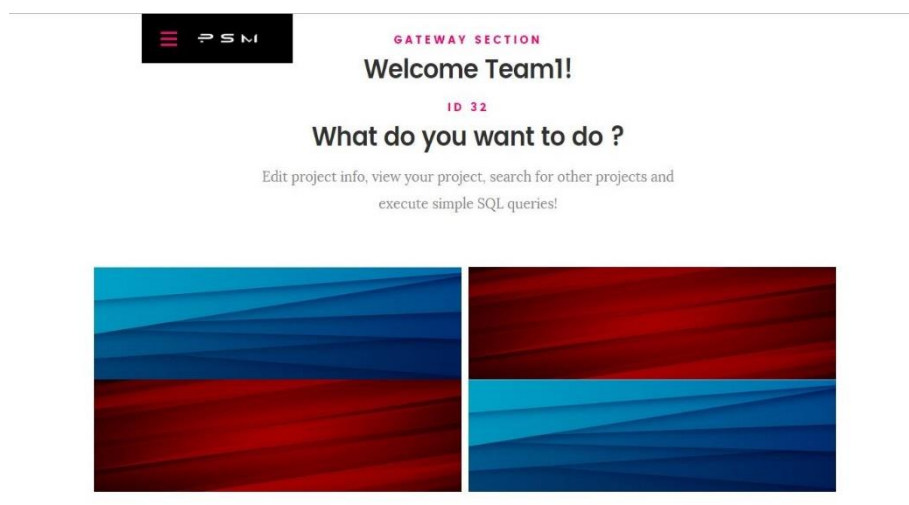 PSM
GATEWAY SECTION
Welcome Team1!
ID 32
What do you want to do ?
Edit project info, view your project, search for other projects and
execute simple SQL queries!